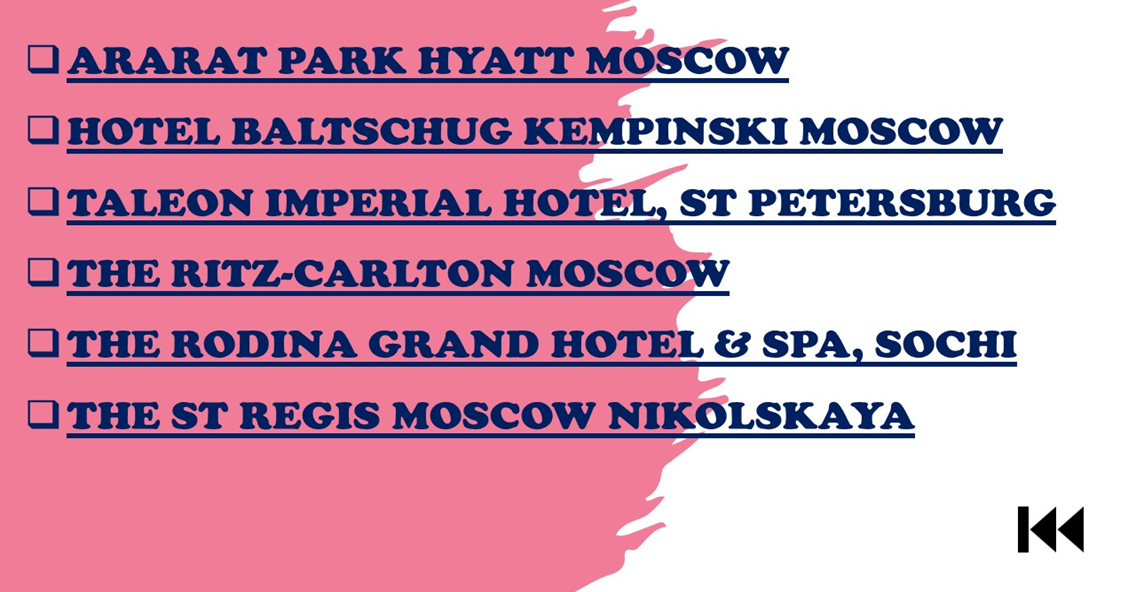 ARARAT PARK HYATT MOSCOW
HOTEL BALTSCHUG KEMPINSKI MOSCOW
TALEON IMPERIAL HOTEL, ST PETERSBURG
THE RITZ-CARLTON MOSCOW
THE RODINA GRAND HOTEL & SPA, SOCHI
THE ST REGIS MOSCOW NIKOLSKAYA